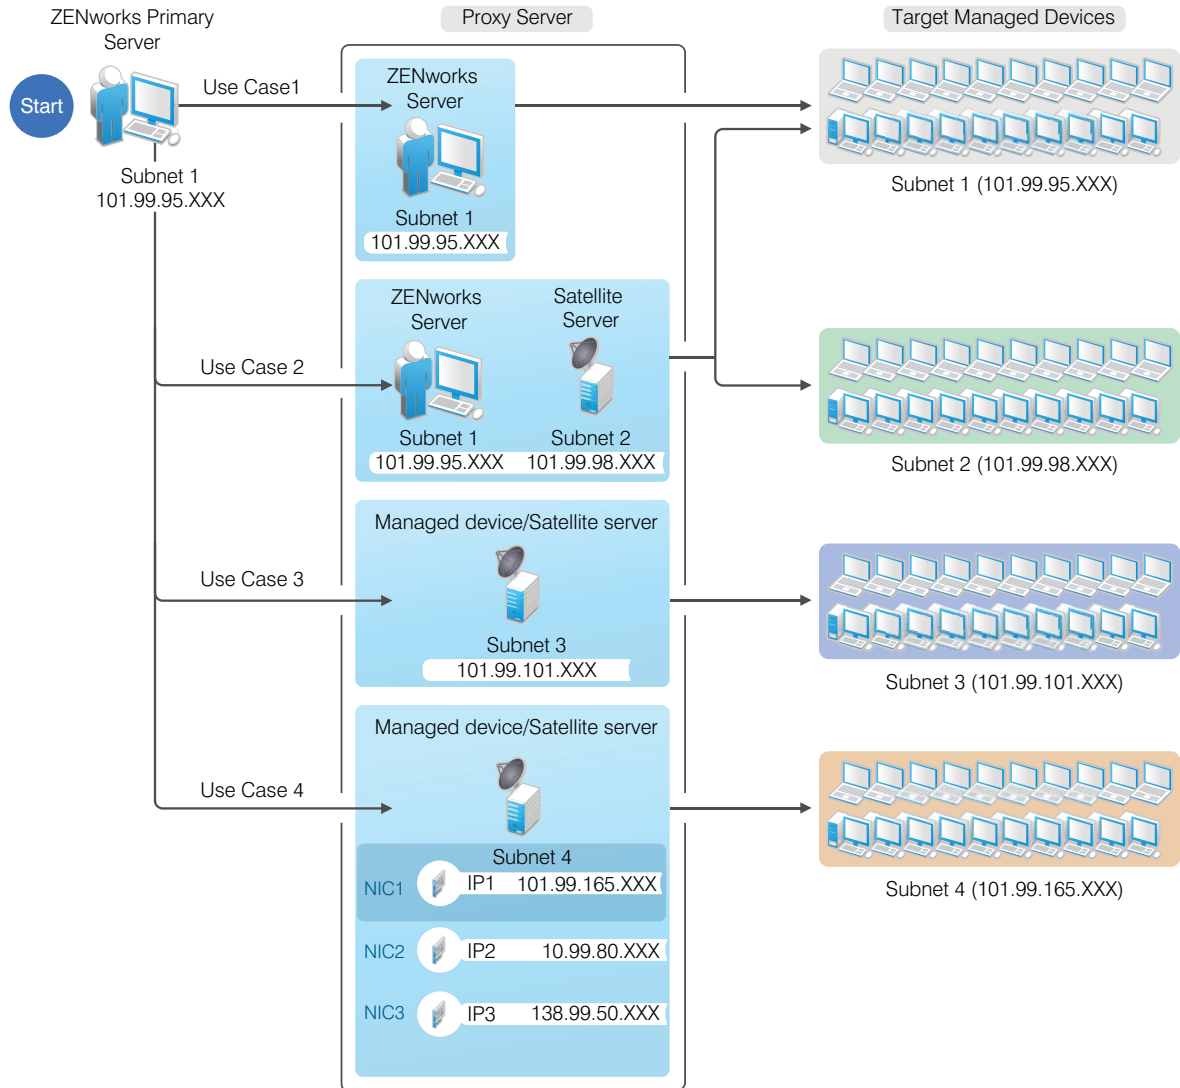 ZENworks Primary
Server
Proxy Server
Target Managed Devices
Start
Use Case1
ZENworks
Server
Subnet 1
101.99.95.XXX
Subnet 1
101.99.95.XXX
Subnet 1 (101.99.95.XXX)
Use Case 2
ZENworks
Server
Satellite
Server
Subnet 1
Subnet 2
101.99.95.XXX
101.99.98.XXX
Subnet 2 (101.99.98.XXX)
Use Case 3
Managed device/Satellite server
Subnet 3
101.99.101.XXX
Subnet 3 (101.99.101.XXX)
Use Case 4
Managed device/Satellite server
Subnet 4
NIC1
IP1
101.99.165.XXX
NIC2
IP2
10.99.80.XXX
NIC3
IP3
138.99.50.XXX
Subnet 4 (101.99.165.XXX)